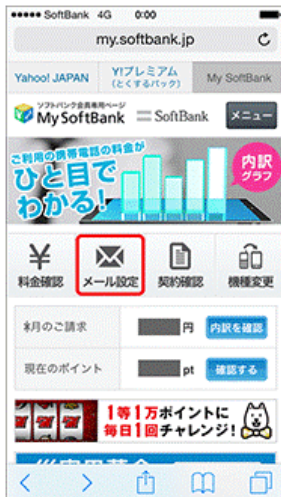 SoftBank 4G 0:00
my.softbank.jp
Yahoo! JAPAN
Y!プレミアム
(とくするパック)
My SoftBank
ソフトバンク会員専用ページ
My SoftBank
SoftBank
メニュー
ご利用の携帯電話の料金が
ひと目で
わかる!
内訳
グラフ
料金確認
メール設定
契約確認
機種変更
月のご請求
円
内訳を確認
現在のポイント
pt
確認する
1等1万ポイントに
毎日1回チャレンジ!